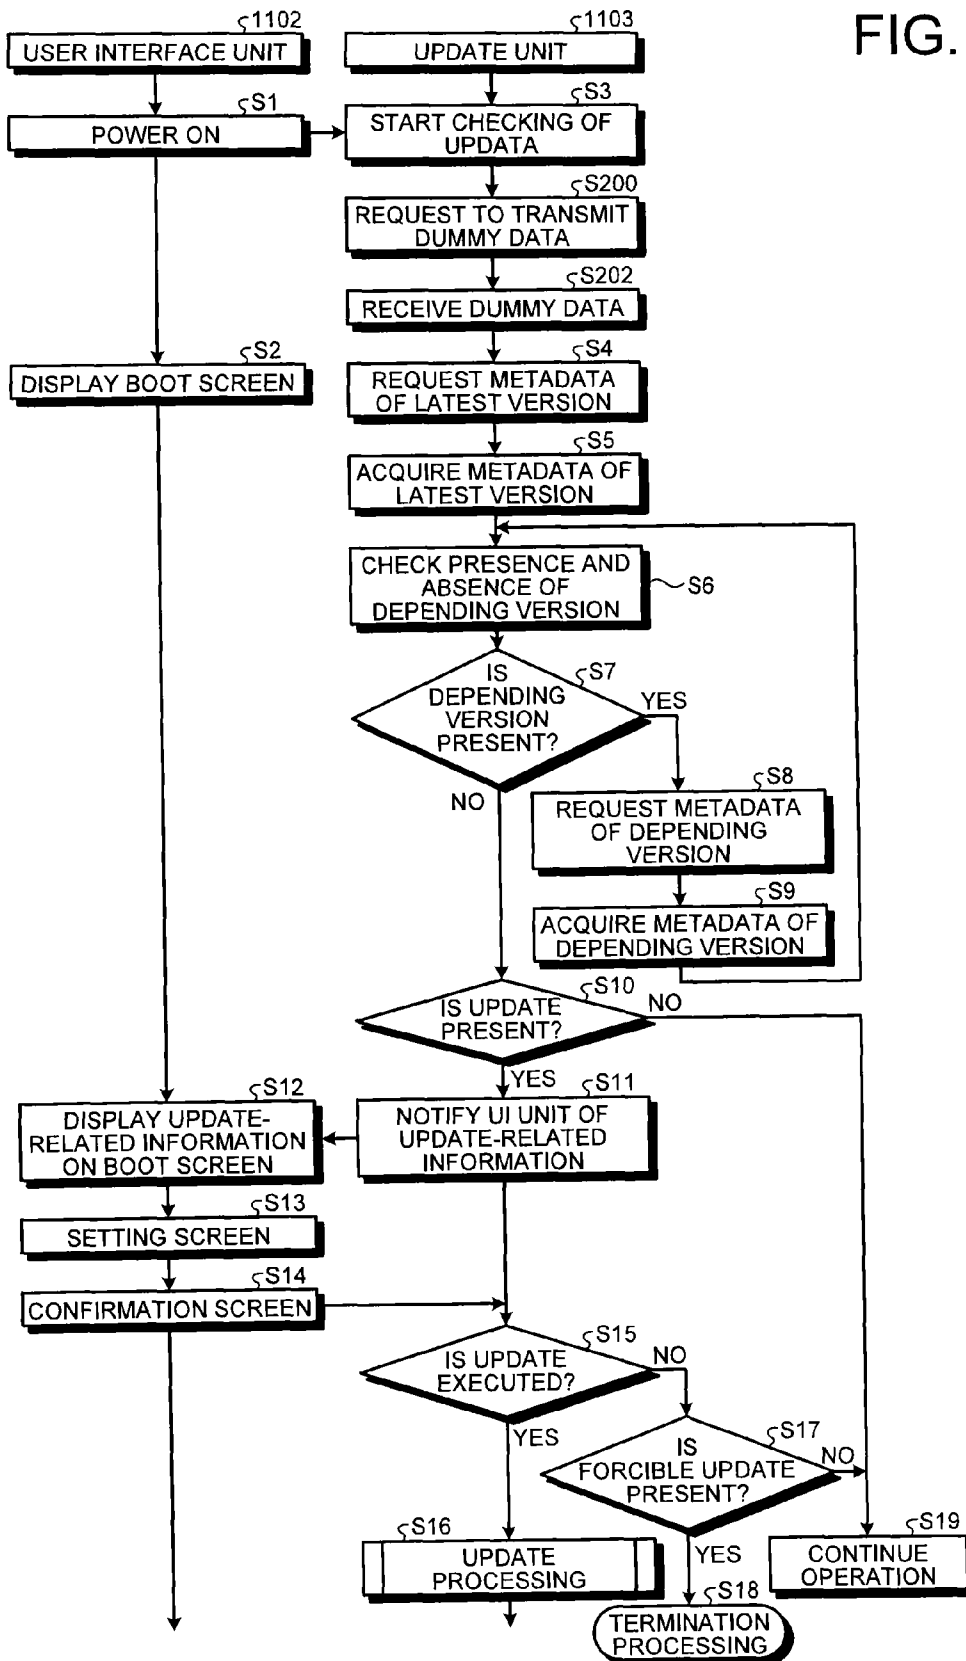 FIG.
1102
USER INTERFACE UNIT
1103
UPDATE UNIT
S1
POWER ON
S3
START CHECKING OF
UPDATA
S200
REQUEST TO TRANSMIT
DUMMY DATA
S202
RECEIVE DUMMY DATA
S2
DISPLAY BOOT SCREEN
S4
REQUEST METADATA
OF LATEST VERSION
S5
ACQUIRE METADATA OF
LATEST VERSION
CHECK PRESENCE AND
ABSENCE OF
DEPENDING VERSION
S6
IS
DEPENDING
VERSION
PRESENT?
S7
YES
NO
S8
REQUEST METADATA
OF DEPENDING
VERSION
S9
ACQUIRE METADATA OF
DEPENDING VERSION
S10
IS UPDATE
PRESENT?
NO
YES
S12
DISPLAY UPDATE-
RELATED INFORMATION
ON BOOT SCREEN
S11
NOTIFY UI UNIT OF
UPDATE-RELATED
INFORMATION
S13
SETTING SCREEN
S14
CONFIRMATION SCREEN
S15
IS UPDATE
EXECUTED?
NO
YES
S17
IS
FORCIBLE UPDATE
PRESENT?
NO
YES
S16
UPDATE
PROCESSING
S18
TERMINATION
PROCESSING
S19
CONTINUE
OPERATION